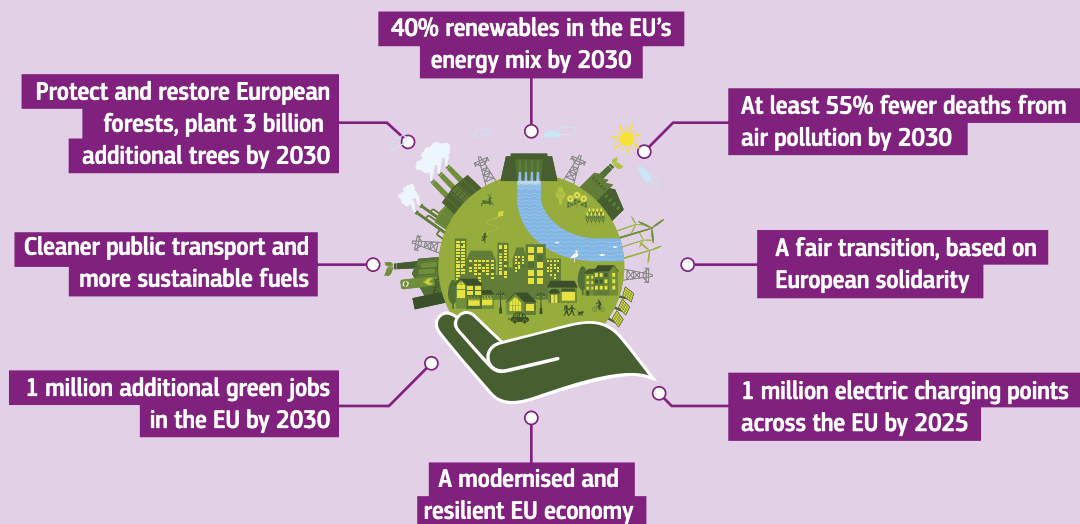 40% renewables in the EU's
energy mix by 2030
Protect and restore European
forests, plant 3 billion
additional trees by 2030
At least 55% fewer deaths from
air pollution by 2030
Cleaner public transport and
more sustainable fuels
A fair transition, based on
European solidarity
1 million additional green jobs
in the EU by 2030
1 million electric charging points
across the EU by 2025
A modernised and
resilient EU economy